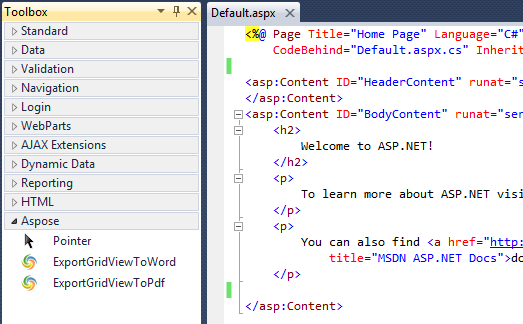 Toolbox
Standard
Data
Validation
Navigation
Login
WebParts
AJAX Extensions
Dynamic Data
Reporting
HTML
Aspose
Pointer
ExportGridViewToWord
ExportGridViewToPdf
Default.aspx
<%@ Page Title="Home Page" Language="C#"
CodeBehind="Default.aspx.cs" Inherit
<asp:Content ID="HeaderContent" runat="s
</asp:Content>
<asp:Content ID="BodyContent" runat="ser
<h2>
Welcome to ASP.NET!
</h2>
<p>
To learn more about ASP.NET visi
</p>
<p>
You can also find <a href="http:
title="MSDN ASP.NET Docs">do
</p>
</asp:Content>